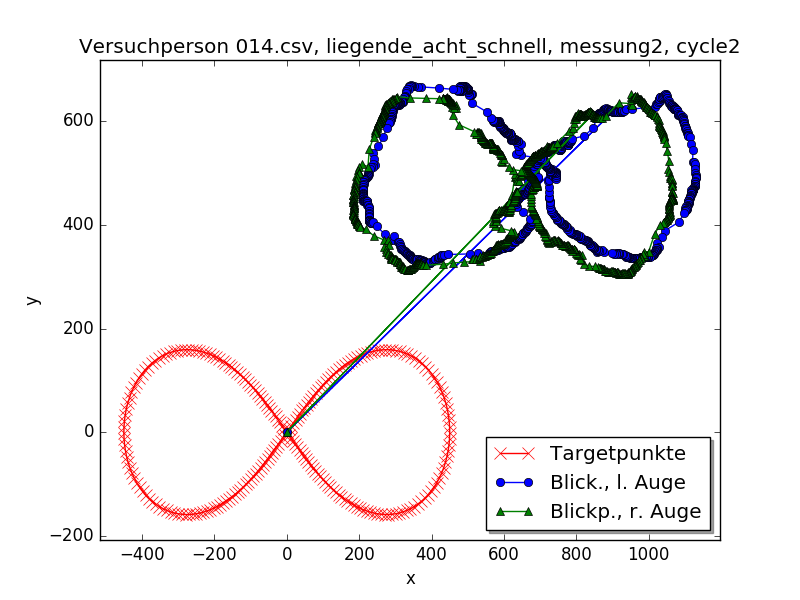 Versuchperson 014.csv, liegende_acht_schnell, messung2, cycle2
y
600
400
200
0
−200
−400
−200
0
200
400
600
800
1000
x
Targetpunkte
Blick., l. Auge
Blickp., r. Auge